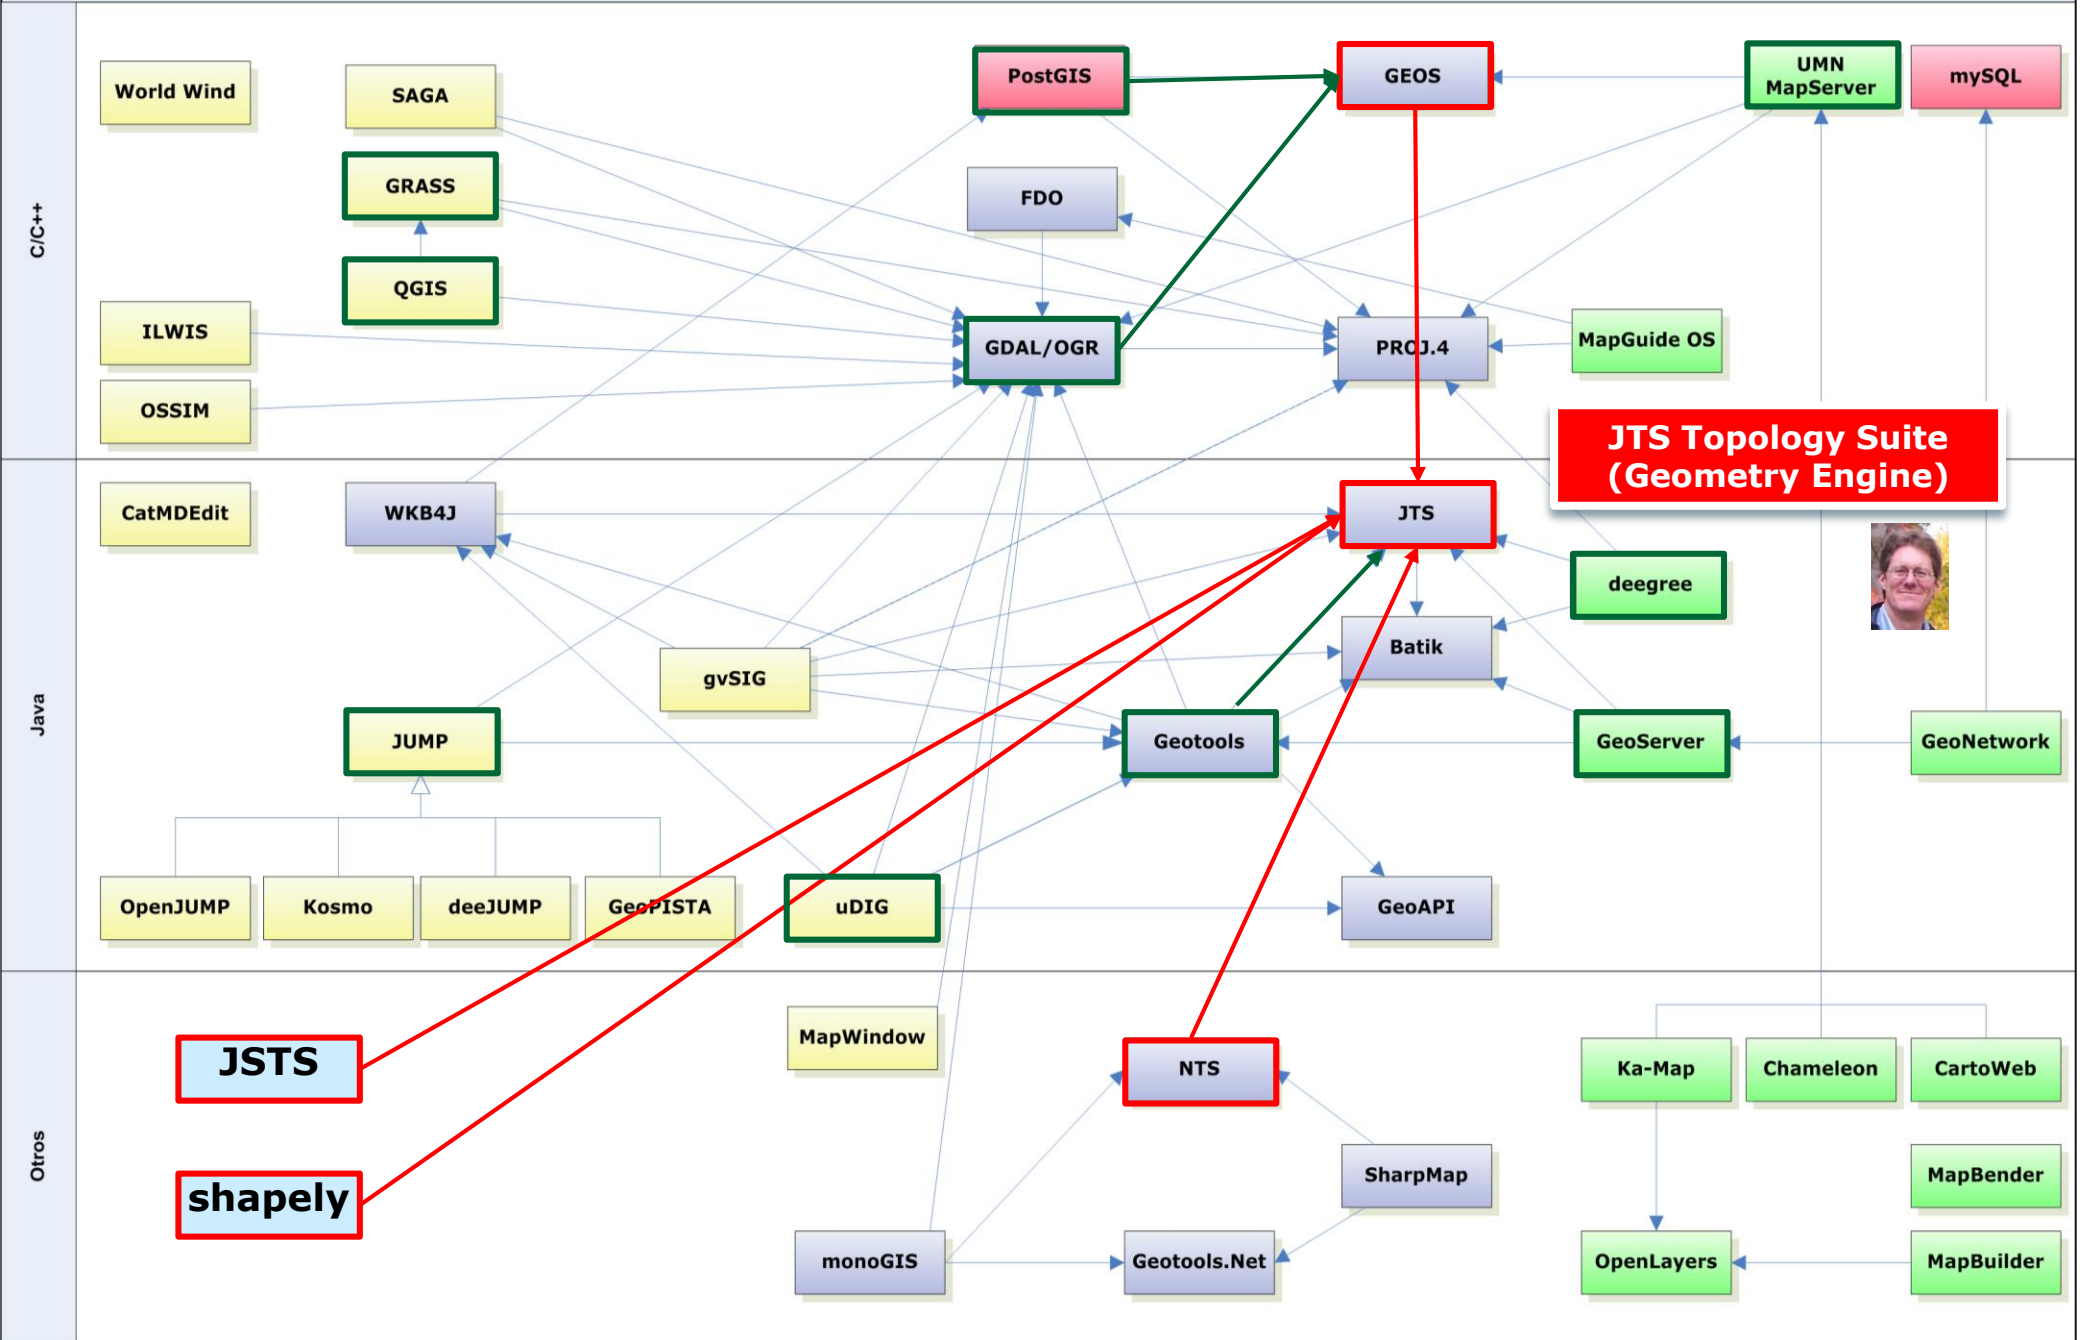 C/C++
World Wind
SAGA
PostGIS
GEOS
UMN
MapServer
mySQL
GRASS
FDO
QGIS
ILWIS
GDAL/OGR
PROJ.4
MapGuide OS
OSSIM
JTS Topology Suite
(Geometry Engine)
Java
CatMDEdit
WKB4J
JTS
deegree
Batik
gvSIG
JUMP
Geotools
GeoServer
GeoNetwork
OpenJUMP
Kosmo
deeJUMP
GeoPISTA
uDIG
GeoAPI
Otros
JSTS
MapWindow
NTS
Ka-Map
Chameleon
CartoWeb
shapely
SharpMap
MapBender
monoGIS
Geotools.Net
OpenLayers
MapBuilder